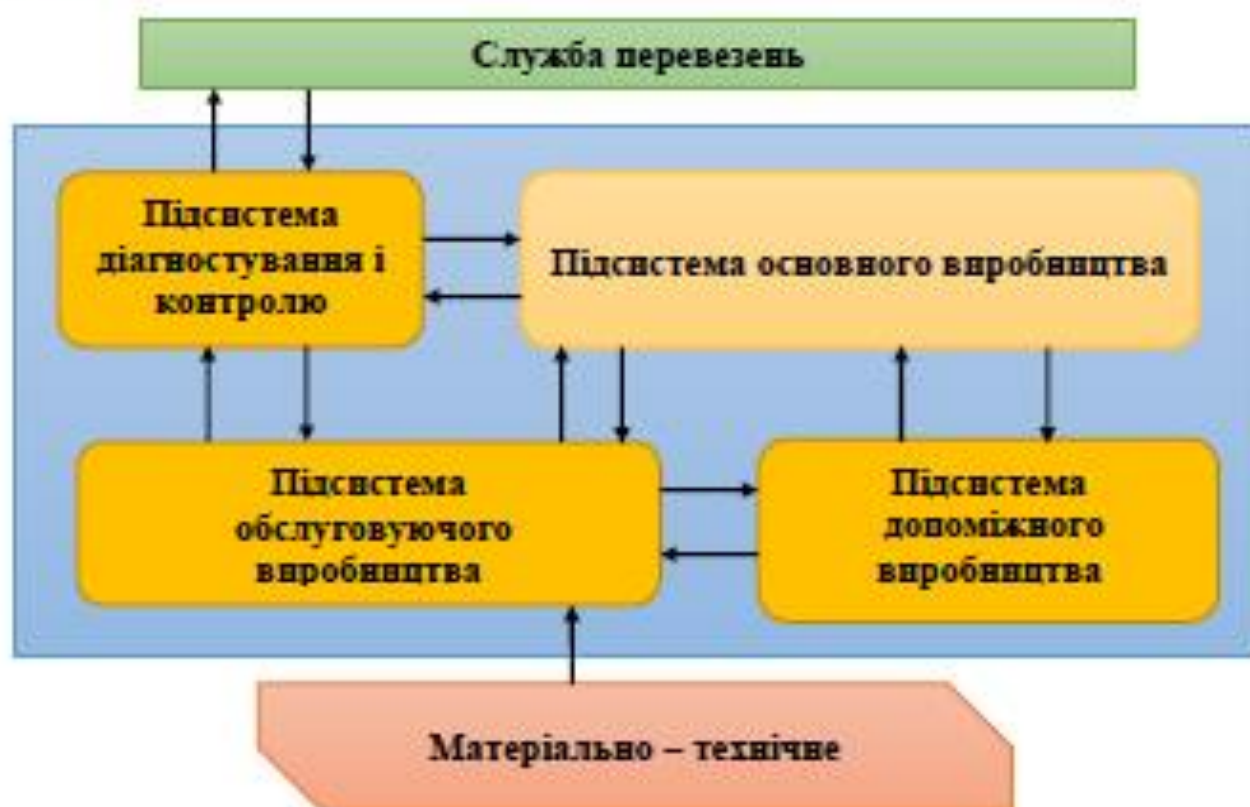 Служба перевезень
Підсистема
діагностування і
контролю
Підсистема основного виробництва
Підсистема
обслуговуючого
виробництва
Підсистема
допоміжного
виробництва
Матеріально – технічне